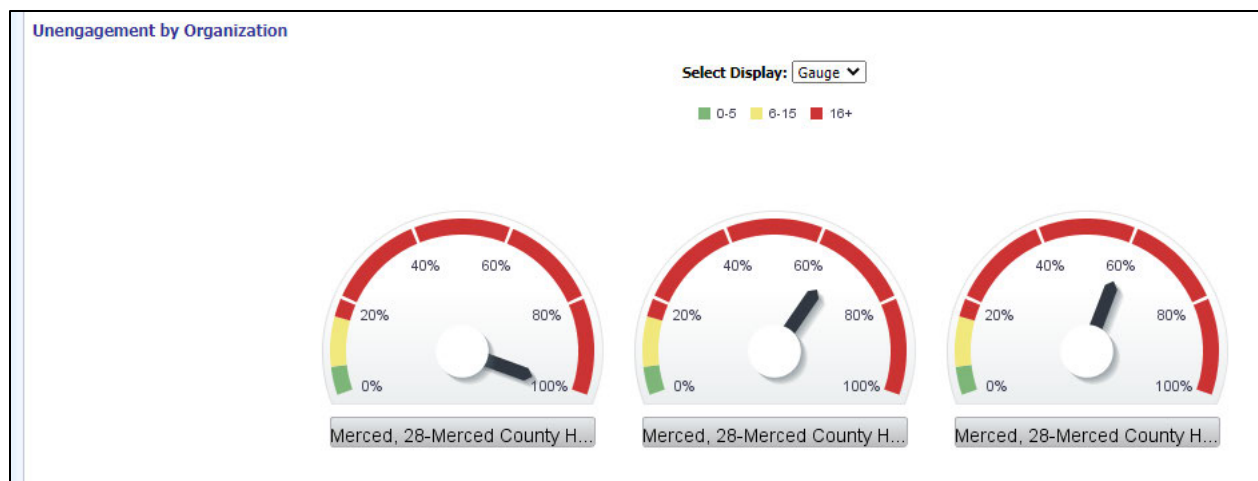 Unengagement by Organization
Select Display: Gauge
0-5 6-15 16+
40% 60%
20% 80%
0% 100%
Merced, 28-Merced County H...
40% 60%
20% 80%
0% 100%
Merced, 28-Merced County H...
40% 60%
20% 80%
0% 100%
Merced, 28-Merced County H...